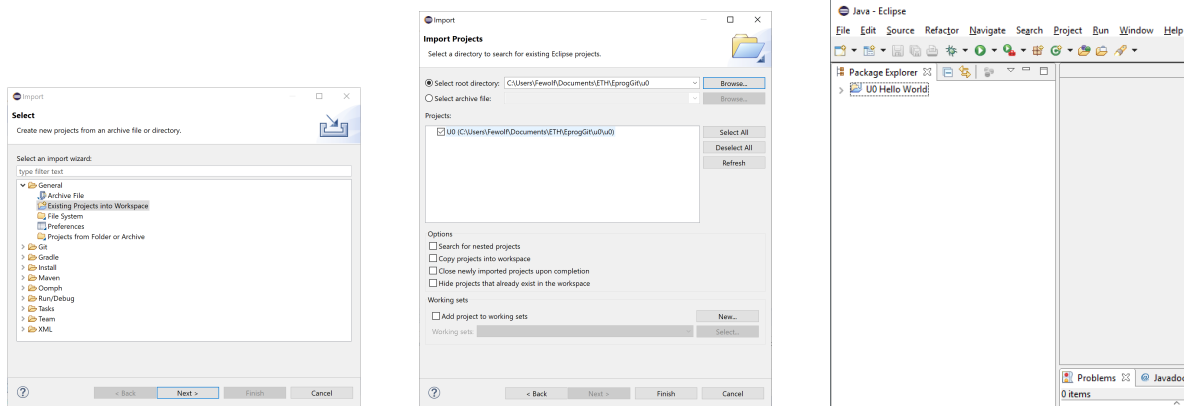 Import
Select
Create new projects from an archive file or directory.
Select an import wizard:
type filter text
General
Archive File
Existing Projects into Workspace
File System
Preferences
Projects from Folder or Archive
Git
Gradle
Install
Maven
Oomph
Run/Debug
Tasks
Team
XML
< Back Next > Finish Cancel
Import
Import Projects
Select a directory to search for existing Eclipse projects.
Select root directory: C:\Users\Fewolf\Documents\ETH\EprogGit\u0 Browse...
Select archive file: Browse...
Projects:
U0 (C:\Users\Fewolf\Documents\ETH\EprogGit\u0\u0) Select All
Deselect All
Refresh
Options
Search for nested projects
Copy projects into workspace
Close newly imported projects upon completion
Hide projects that already exist in the workspace
Working sets
Add project to working sets New...
Working sets: Select...
< Back Next > Finish Cancel
Java - Eclipse
File Edit Source Refactor Navigate Search Project Run Window Help
Package Explorer
U0 Hello World
Problems @ Javadoc
0 items